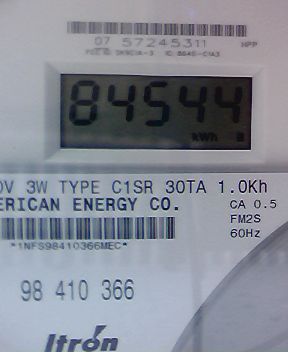 07 57245311 HPP
84544
kWh
0V 3W TYPE C1SR 30TA 1.0Kh
ERICAN ENERGY CO. CA 0.5
FM2S
60Hz
*1NFS98410366MEC*
98 410 366
Itron